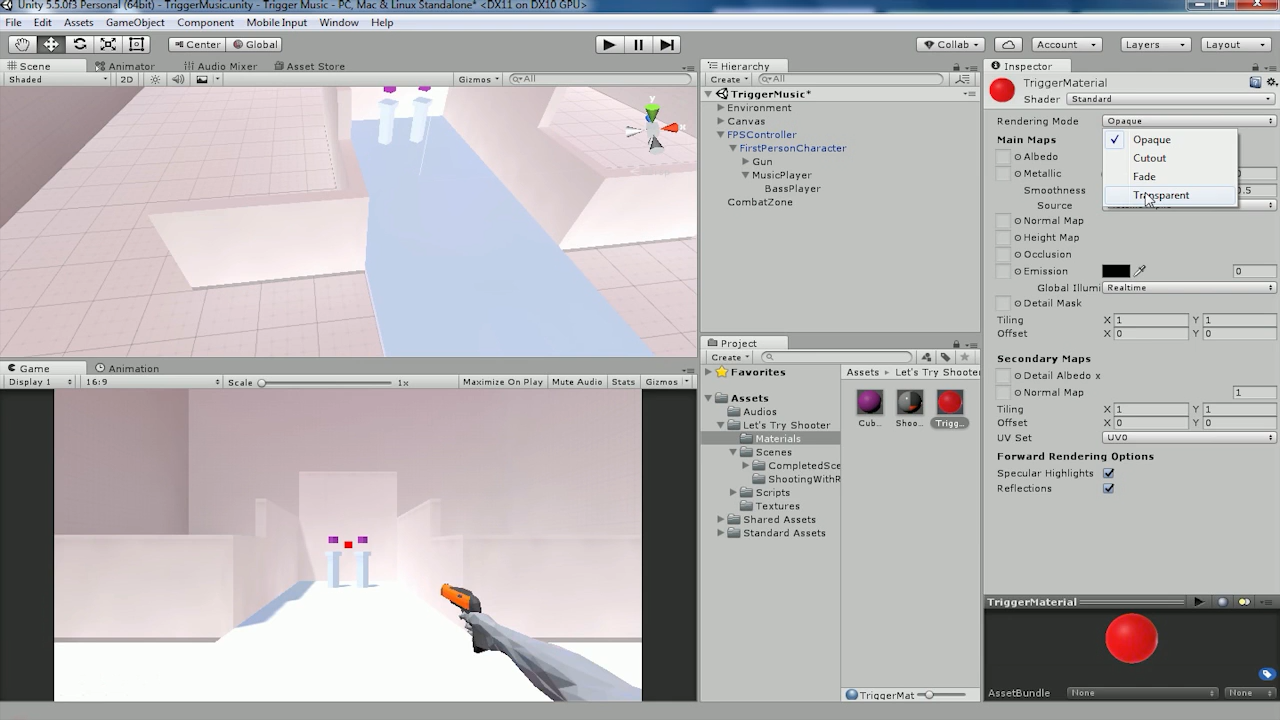 Unity 5.5.0f3 Personal (64bit) - TriggerMusic.unity - Trigger Music - PC, Mac & Linux Standalone* <DX11 on DX10 GPU>
File Edit Assets GameObject Component Mobile Input Window Help
Center Global Collab Account Layers Layout
Scene Animator Audio Mixer Asset Store
Shaded 2D Gizmos All
y
x
Hierarchy
Create All
TriggerMusic*
Environment
Canvas
FPSController
FirstPersonCharacter
Gun
MusicPlayer
BassPlayer
CombatZone
Inspector
TriggerMaterial
Shader Standard
Rendering Mode Opaque
Opaque
Cutout
Fade
Transparent
Main Maps
Albedo
Metallic
Smoothness 0.5
Source
Normal Map
Height Map
Occlusion
Emission 0
Global Illumi Realtime
Detail Mask
Tiling X 1 Y 1
Offset X 0 Y 0
Secondary Maps
Detail Albedo x
Normal Map 1
Tiling X 1 Y 1
Offset X 0 Y 0
UV Set UV0
Forward Rendering Options
Specular Highlights
Reflections
Game Animation
Display 1 16:9 Scale 1x Maximize On Play Mute Audio Stats Gizmos
Project
Create
Favorites
Assets
Audios
Let's Try Shooter
Materials
Scenes
CompletedSce
ShootingWithR
Scripts
Textures
Shared Assets
Standard Assets
Assets Let's Try Shooter
Cub... Shoo... Trigg...
TriggerMat
TriggerMaterial
AssetBundle None None